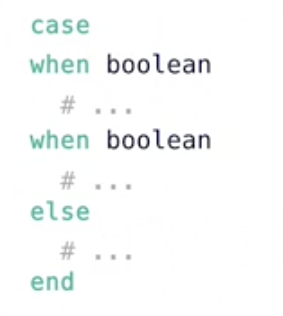 case
when boolean
  # ...
when boolean
  # ...
else
  # ...
end